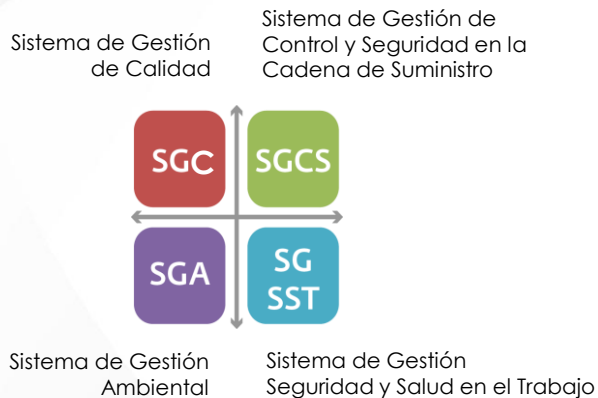 Sistema de Gestión
de Calidad
Sistema de Gestión de
Control y Seguridad en la
Cadena de Suministro
SGC
SGCS
SGA
SG
SST
Sistema de Gestión
Ambiental
Sistema de Gestión
Seguridad y Salud en el Trabajo